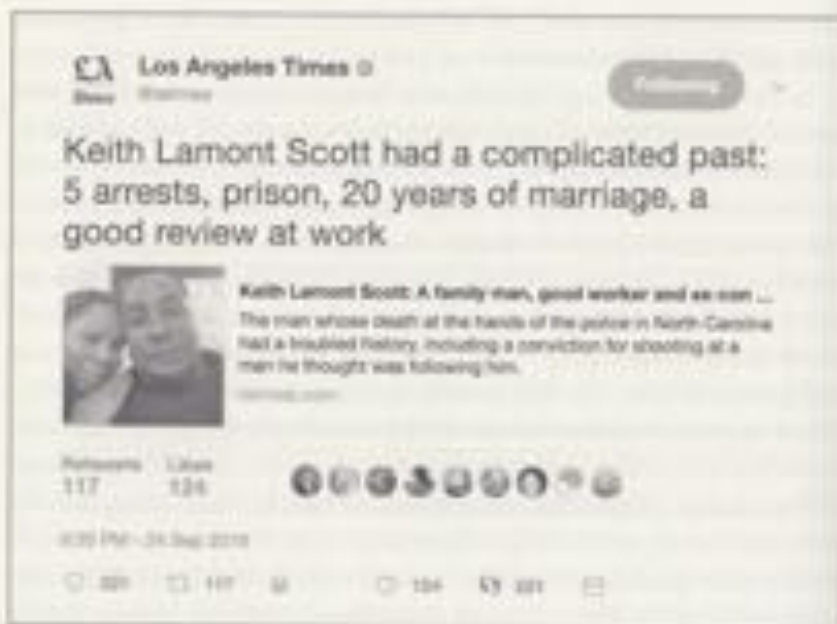 LA
Los Angeles Times
Following
Keith Lamont Scott had a complicated past:
5 arrests, prison, 20 years of marriage, a
good review at work
Keith Lamont Scott: A family man, good worker and ex-con ...
The man whose death at the hands of the police in North Carolina
had a troubled history, including a conviction for shooting at a
man he thought was following him.
Retweets Likes
117 124
117